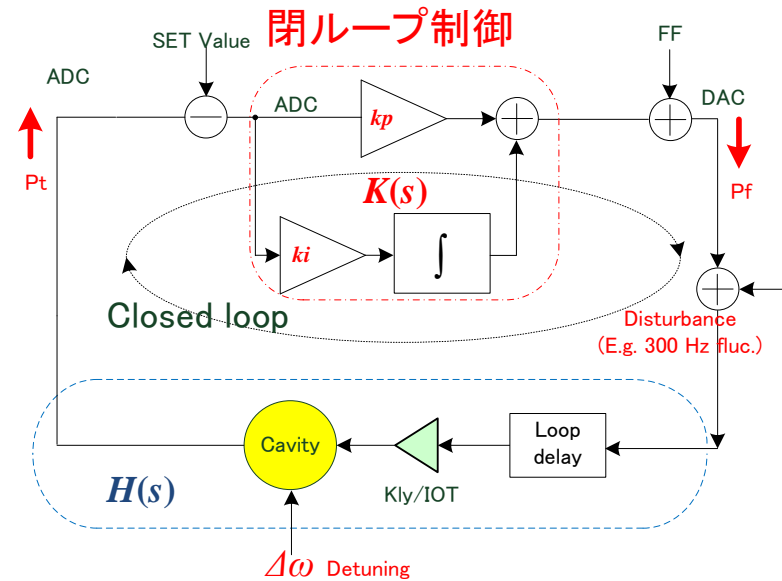 閉ループ制御
SET Value
FF
ADC
ADC
kp
DAC
Pt
K(s)
Pf
ki
∫
Closed loop
Disturbance
(E.g. 300 Hz fluc.)
Cavity
Loop
delay
H(s)
Kly/IOT
Δω Detuning